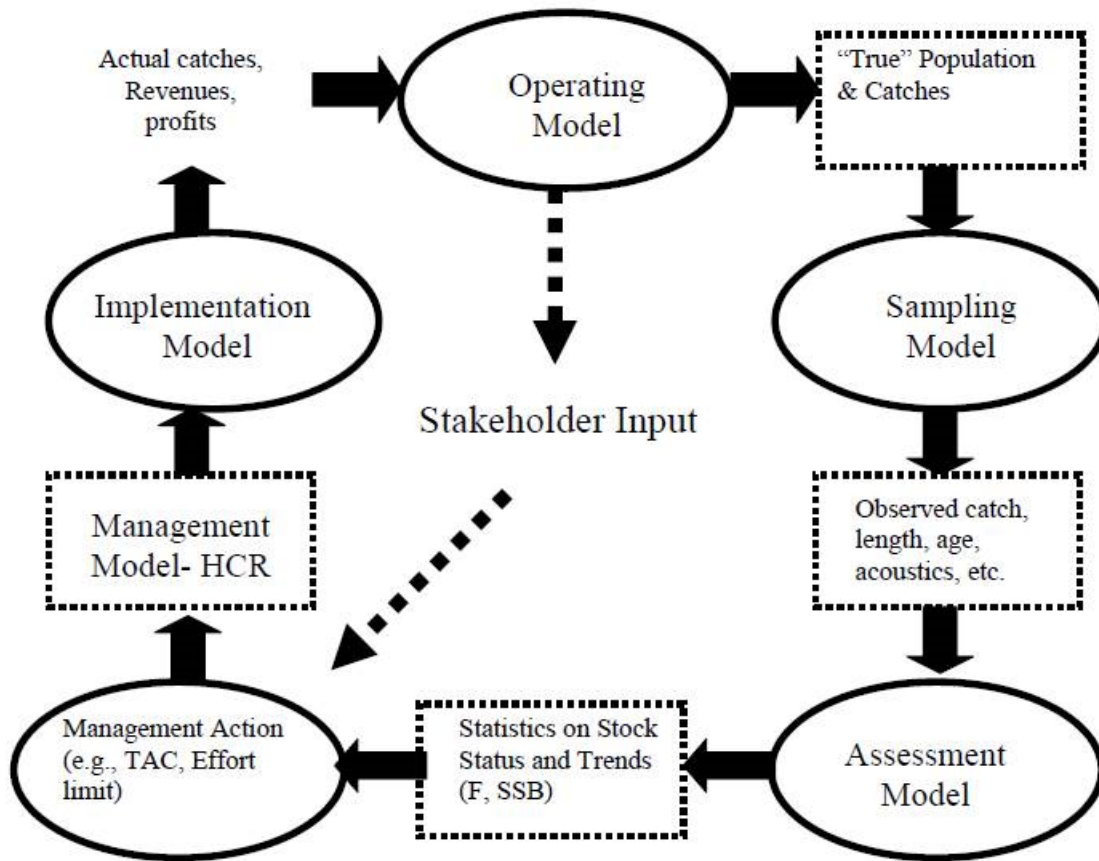 Actual catches,
Revenues,
profits
Operating
Model
“True” Population
& Catches
Implementation
Model
Sampling
Model
Stakeholder Input
Management
Model- HCR
Observed catch,
length, age,
acoustics, etc.
Management Action
(e.g., TAC, Effort
limit)
Statistics on Stock
Status and Trends
(F, SSB)
Assessment
Model